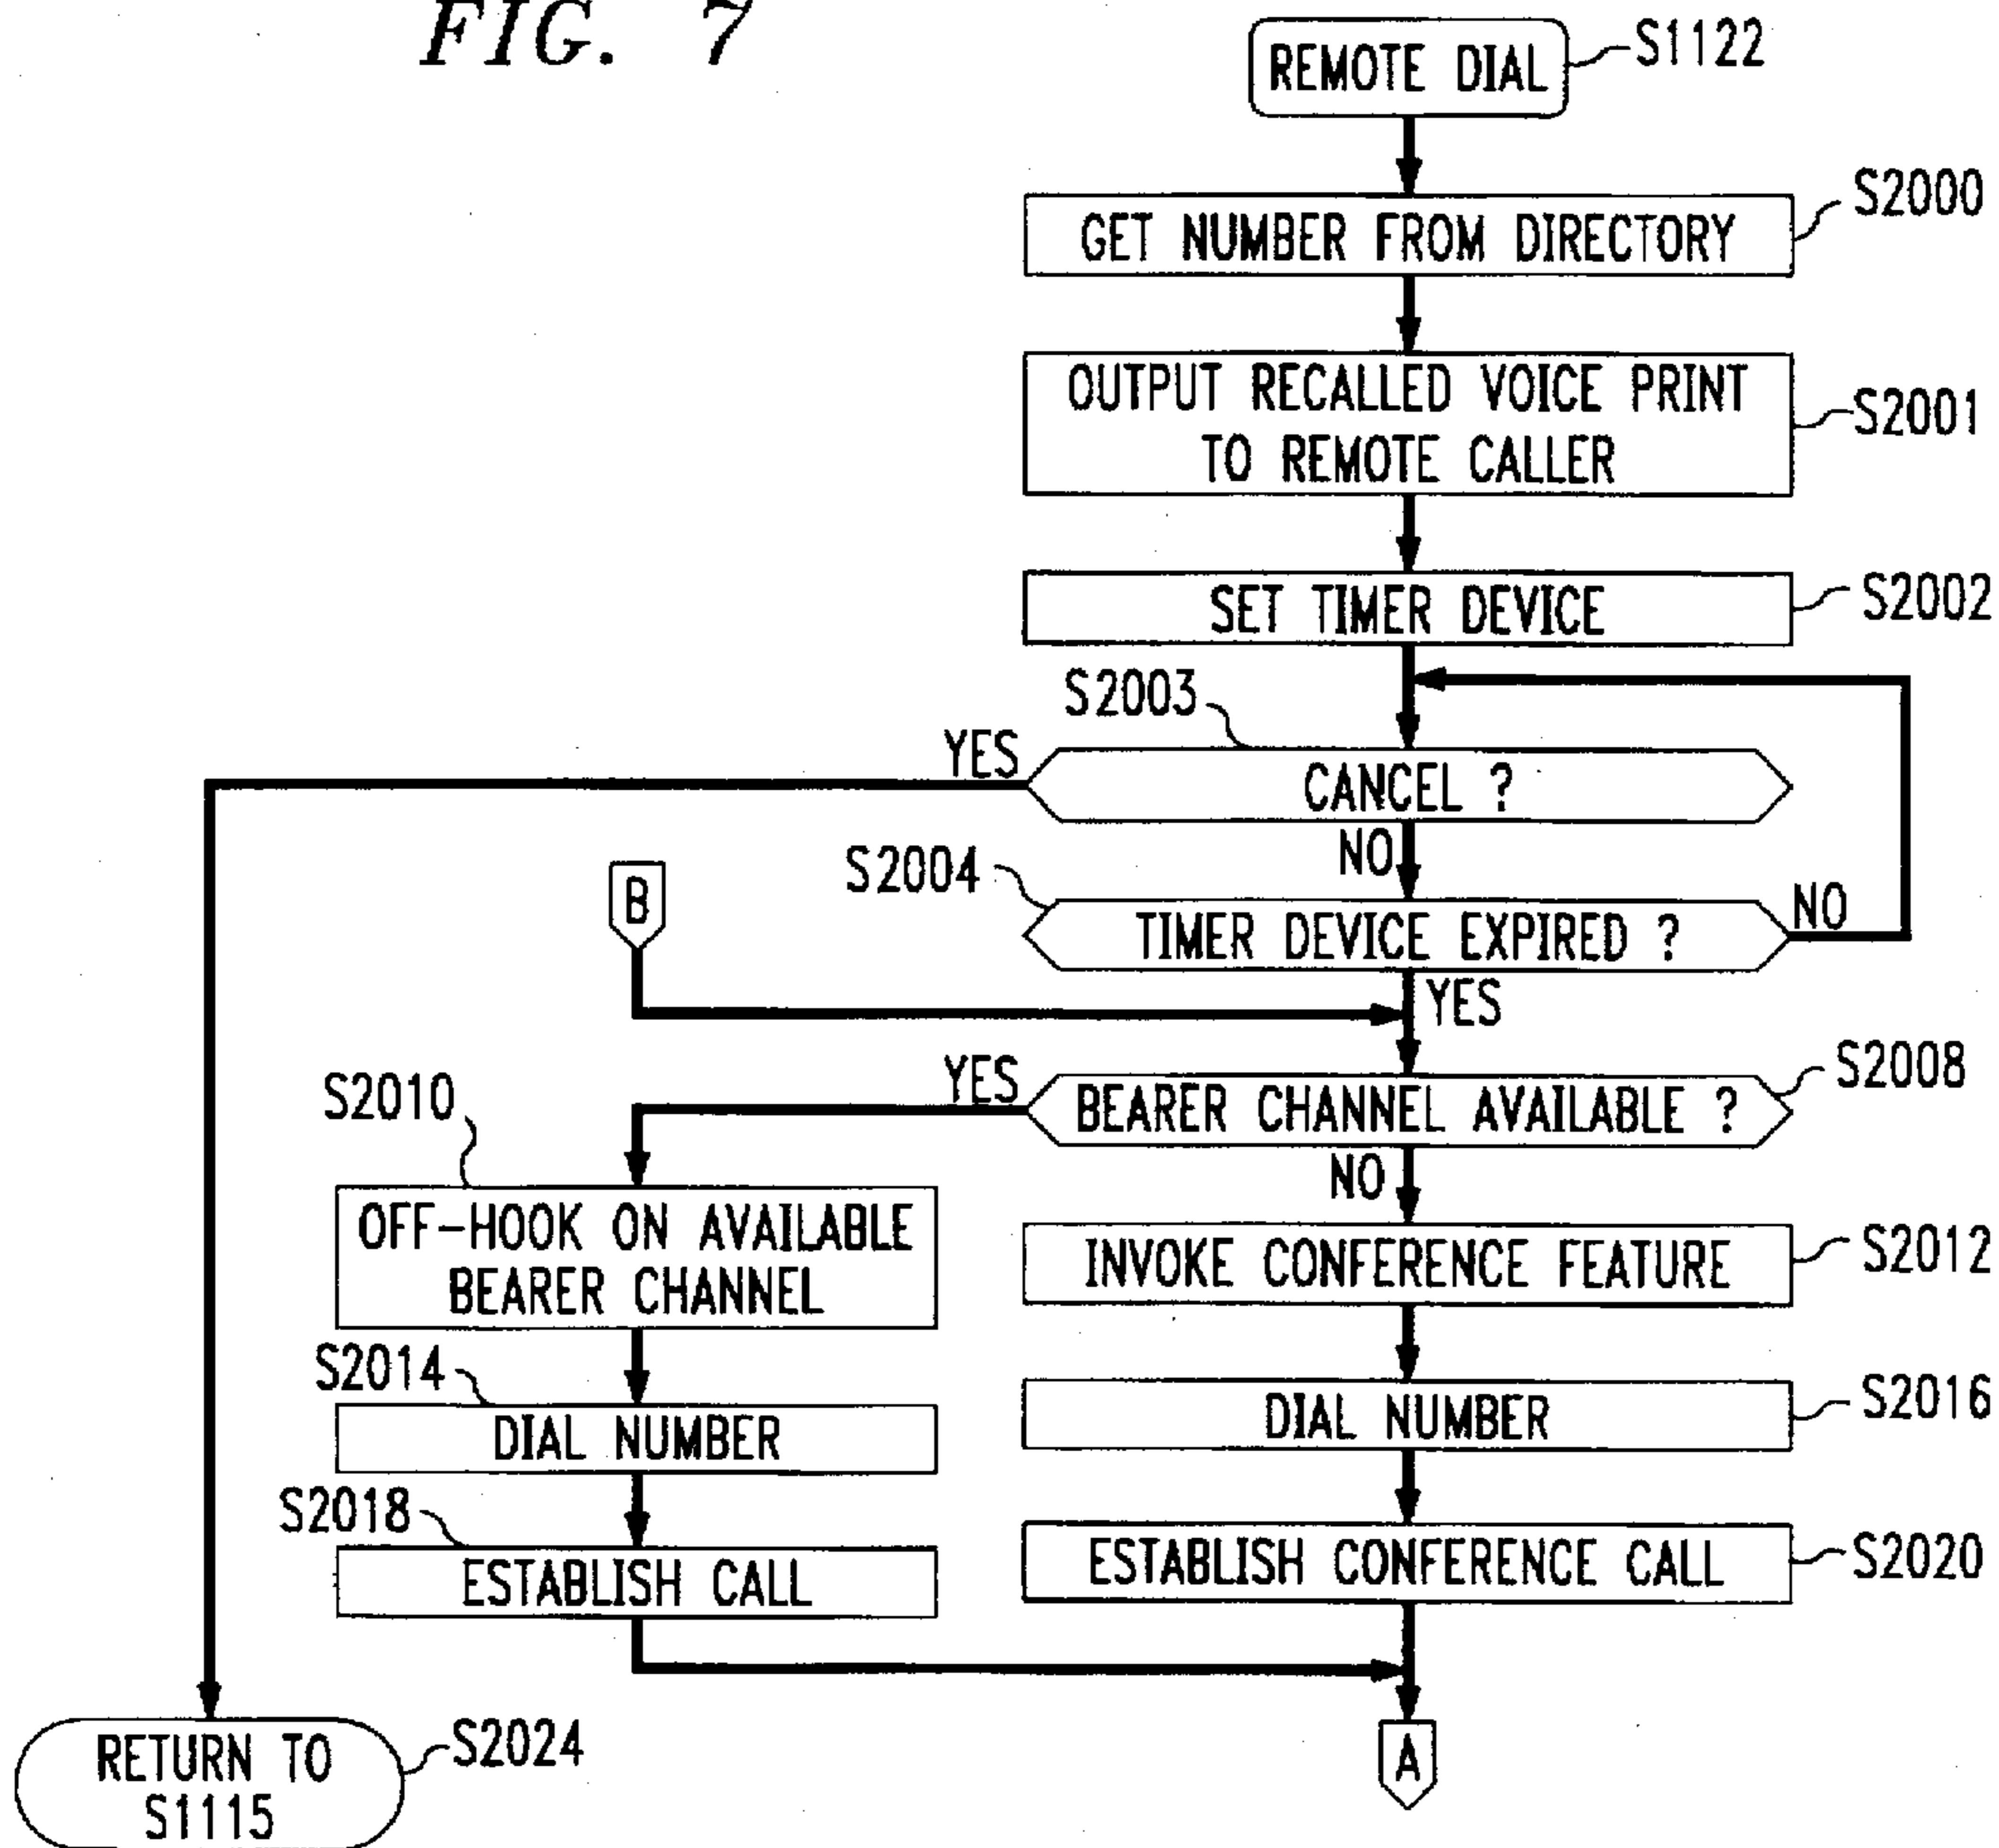 FIG. 7
REMOTE DIAL
S1122
GET NUMBER FROM DIRECTORY
S2000
OUTPUT RECALLED VOICE PRINT
TO REMOTE CALLER
S2001
SET TIMER DEVICE
S2002
S2003
YES
CANCEL ?
NO
B
S2004
TIMER DEVICE EXPIRED ?
NO
YES
YES
BEARER CHANNEL AVAILABLE ?
S2008
S2010
NO
OFF-HOOK ON AVAILABLE
BEARER CHANNEL
INVOKE CONFERENCE FEATURE
S2012
S2014
DIAL NUMBER
DIAL NUMBER
S2016
S2018
ESTABLISH CALL
ESTABLISH CONFERENCE CALL
S2020
RETURN TO
S1115
S2024
A